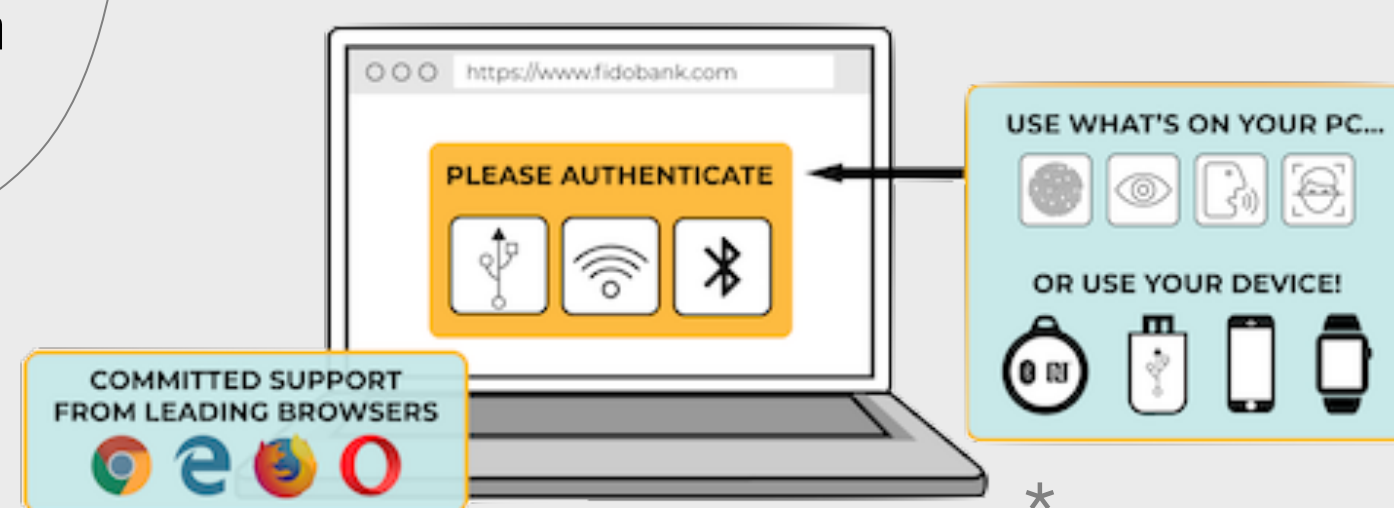 https://www.fidobank.com
PLEASE AUTHENTICATE
USE WHAT'S ON YOUR PC...
OR USE YOUR DEVICE!
COMMITTED SUPPORT
FROM LEADING BROWSERS
*